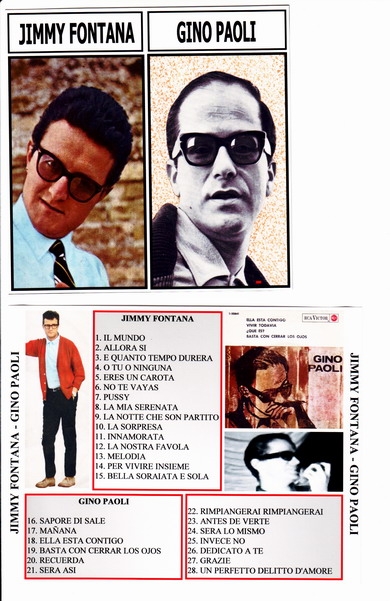 JIMMY FONTANA
GINO PAOLI
JIMMY FONTANA - GINO PAOLI
JIMMY FONTANA
1. IL MUNDO
2. ALLORA SI
3. E QUANTO TEMPO DURERA
4. O TU O NINGUNA
5. ERES UN CAROTA
6. NO TE VAYAS
7. PUSSY
8. LA MIA SERENATA
9. LA NOTTE CHE SON PARTITO
10. LA SORPRESA
11. INNAMORATA
12. LA NOSTRA FAVOLA
13. MELODIA
14. PER VIVIRE INSIEME
15. BELLA SORAIATA E SOLA
RCA VICTOR
ELLA ESTA CONTIGO
VIVIR TODAVIA
¿QUE ES?
BASTA CON CERRAR LOS OJOS
GINO
PAOLI
JIMMY FONTANA - GINO PAOLI
GINO PAOLI
16. SAPORE DI SALE
17. MAÑANA
18. ELLA ESTA CONTIGO
19. BASTA CON CERRAR LOS OJOS
20. RECUERDA
21. SERA ASI
22. RIMPIANGERAI RIMPIANGERAI
23. ANTES DE VERTE
24. SERA LO MISMO
25. INVECE NO
26. DEDICATO A TE
27. GRAZIE
28. UN PERFETTO DELITTO D'AMORE